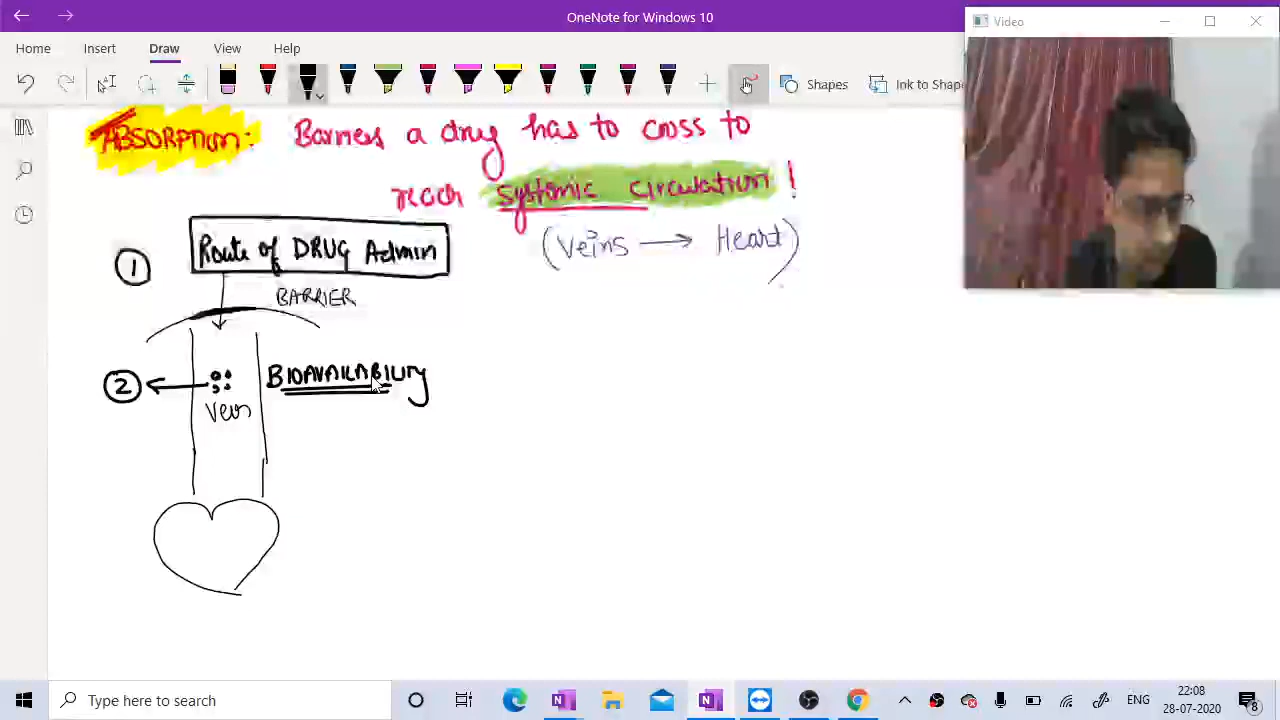 OneNote for Windows 10
Video
Home Insert Draw View Help
Shapes Ink to Shape
ABSORPTION: Barriers a drug has to cross to
reach systemic circulation!
(Veins → Heart)
① Route of DRUG Admin
BARRIER
② ← BIOAVAILABILITY
Vein
Type here to search
ENG 22:08
28-07-2020
8